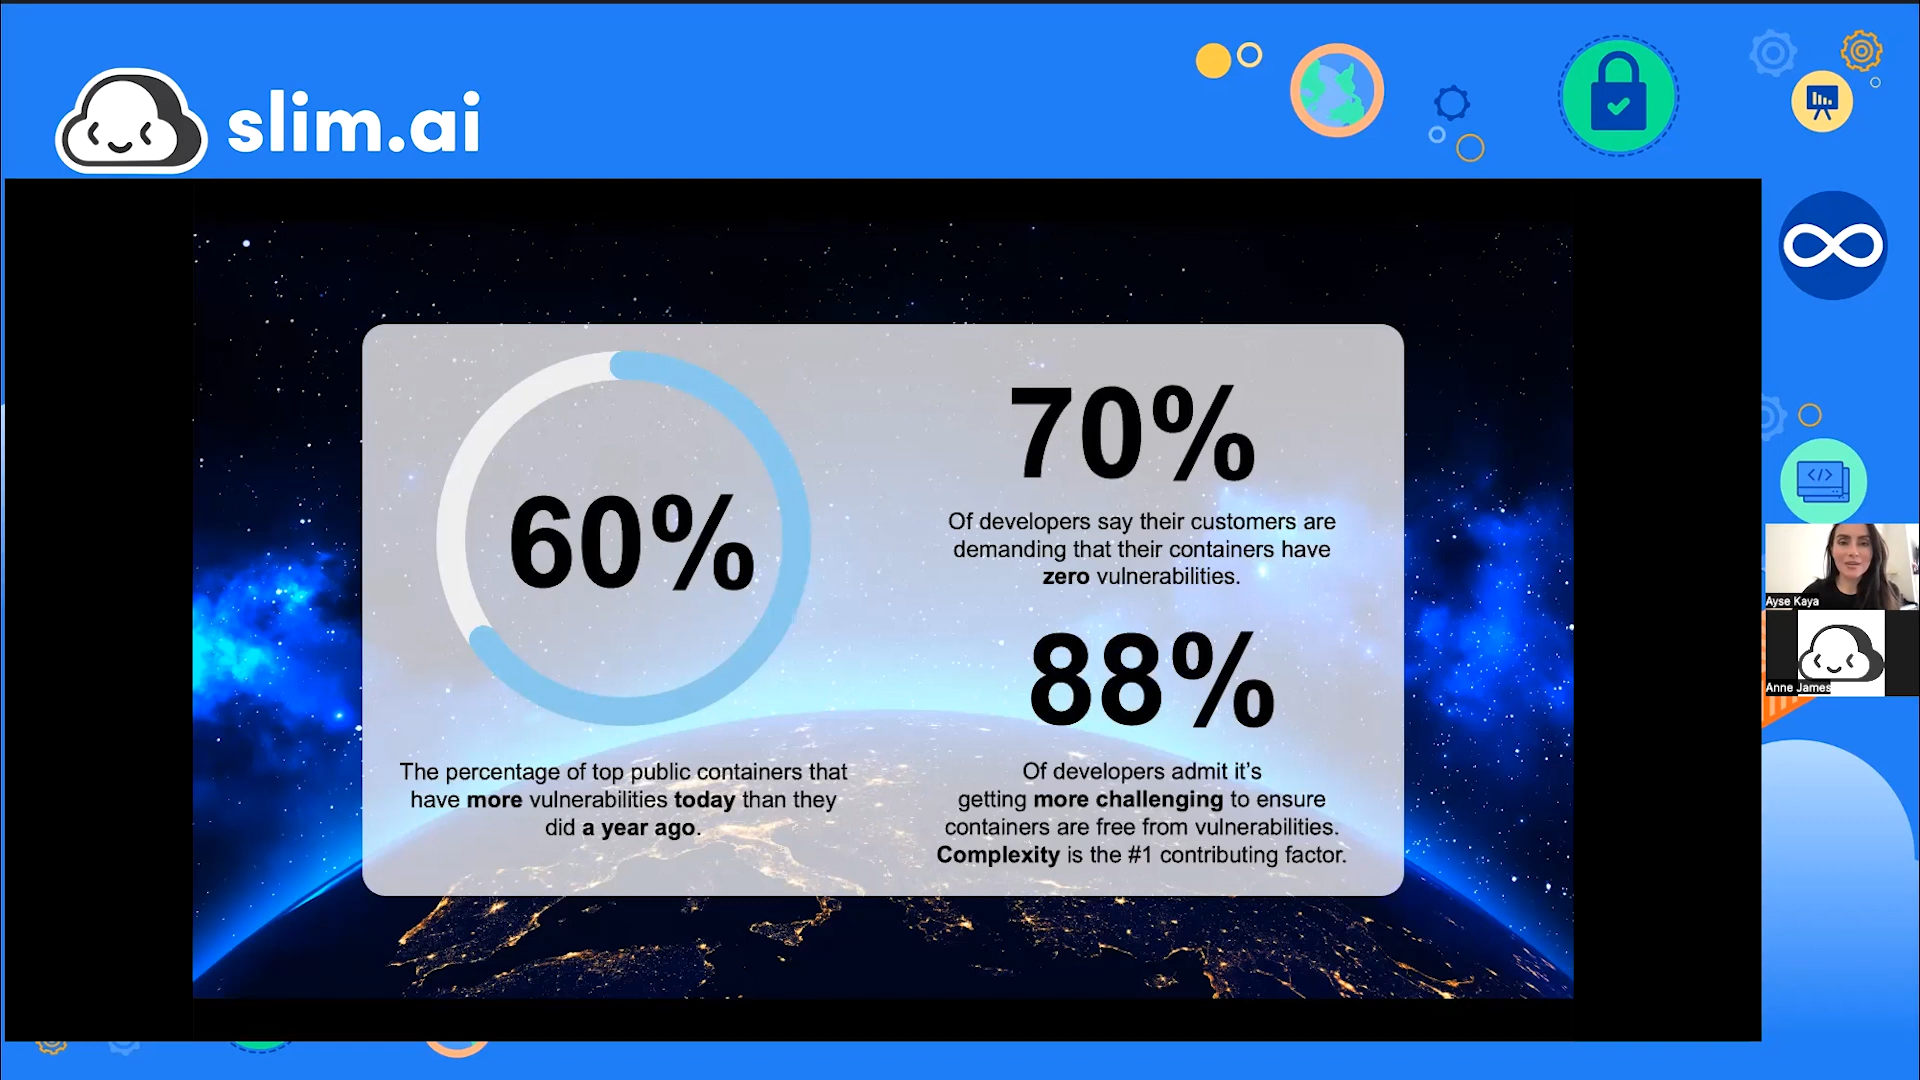 slim.ai
60%
The percentage of top public containers that
have more vulnerabilities today than they
did a year ago.
70%
Of developers say their customers are
demanding that their containers have
zero vulnerabilities.
88%
Of developers admit it's
getting more challenging to ensure
containers are free from vulnerabilities.
Complexity is the #1 contributing factor.
</>
Ayse Kaya
Anne James